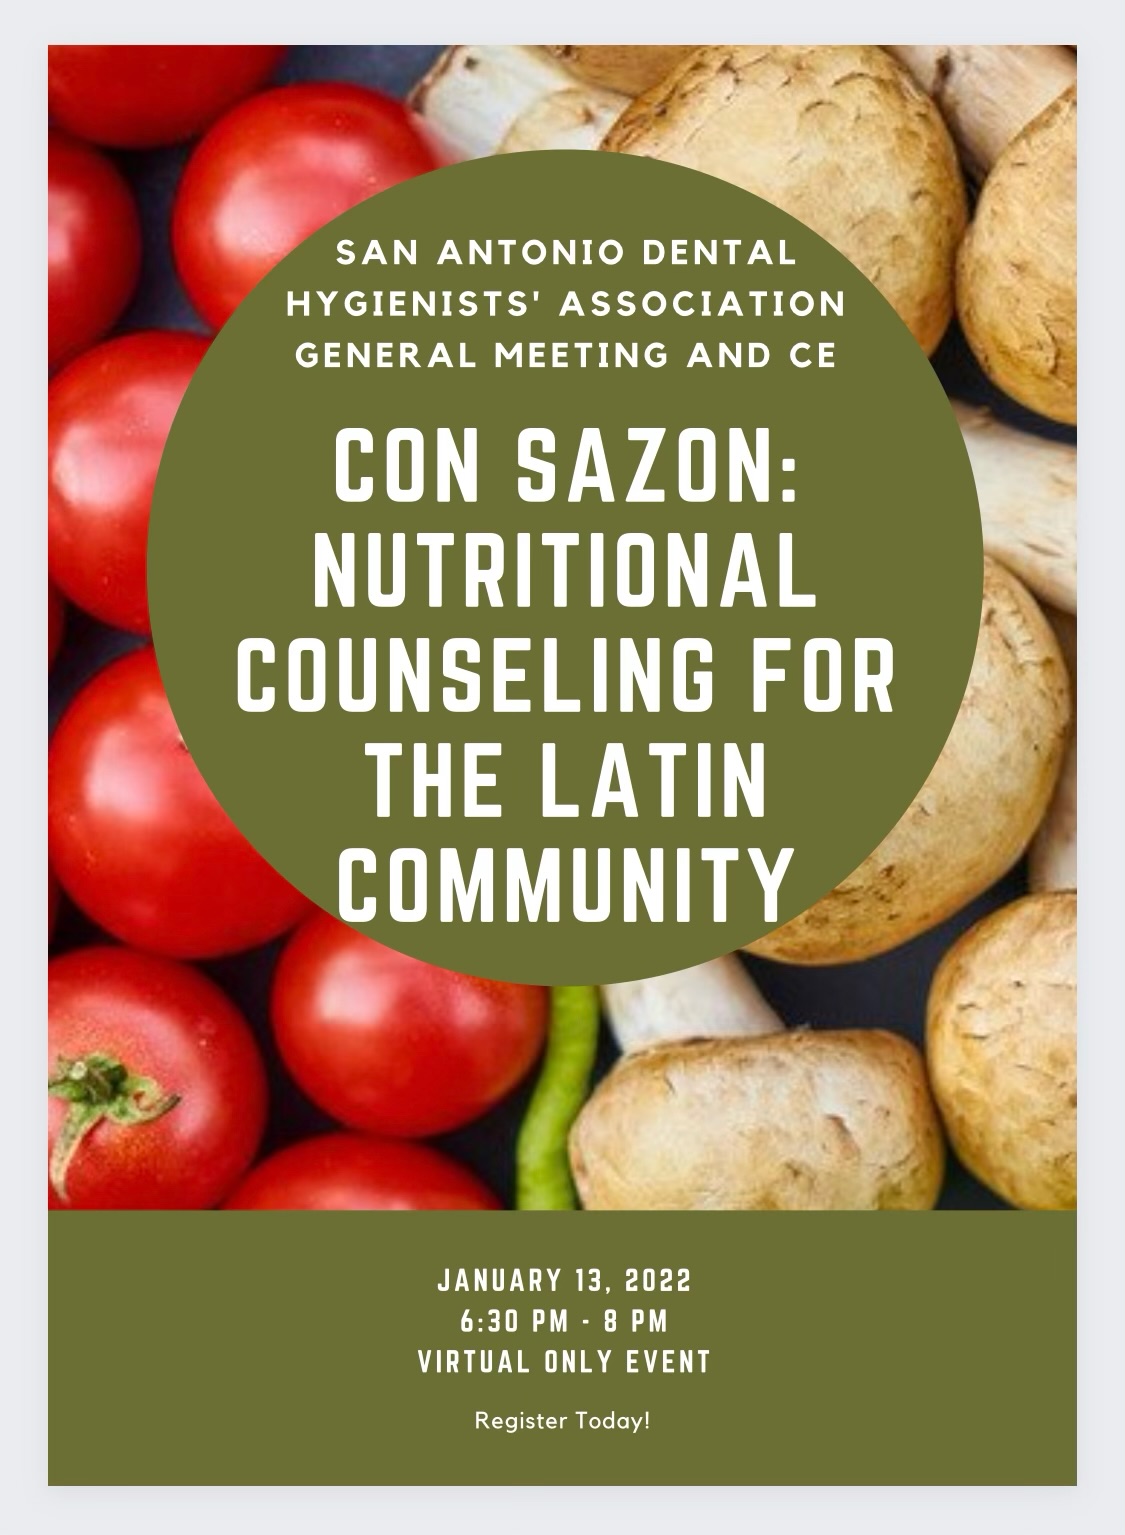 SAN ANTONIO DENTAL
HYGIENISTS' ASSOCIATION
GENERAL MEETING AND CE
CON SAZON:
NUTRITIONAL
COUNSELING FOR
THE LATIN
COMMUNITY
JANUARY 13, 2022
6:30 PM - 8 PM
VIRTUAL ONLY EVENT
Register Today!